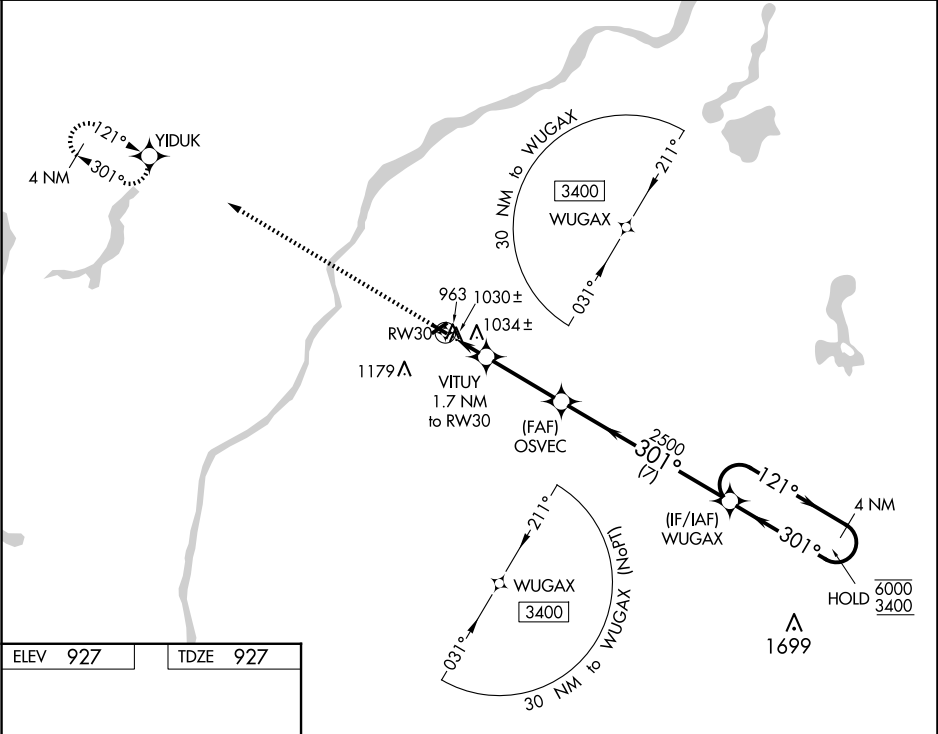 YIDUK
121°
301°
4 NM
30 NM to WUGAX
211°
3400
WUGAX
031°
963
1030 ±
1034 ±
RW30
1179
VITUY
1.7 NM
to RW30
(FAF)
OSVEC
2500
301°
(7)
121°
4 NM
(IF/IAF)
WUGAX
301°
HOLD
6000
3400
1699
211°
WUGAX
3400
031°
30 NM to WUGAX (NoPT)
ELEV 927
TDZE 927